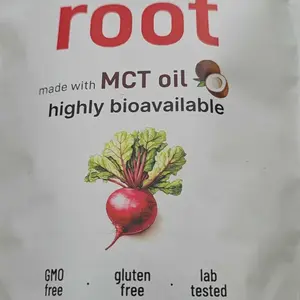 root
made with MCT oil
highly bioavailable
GMO free · gluten free · lab tested